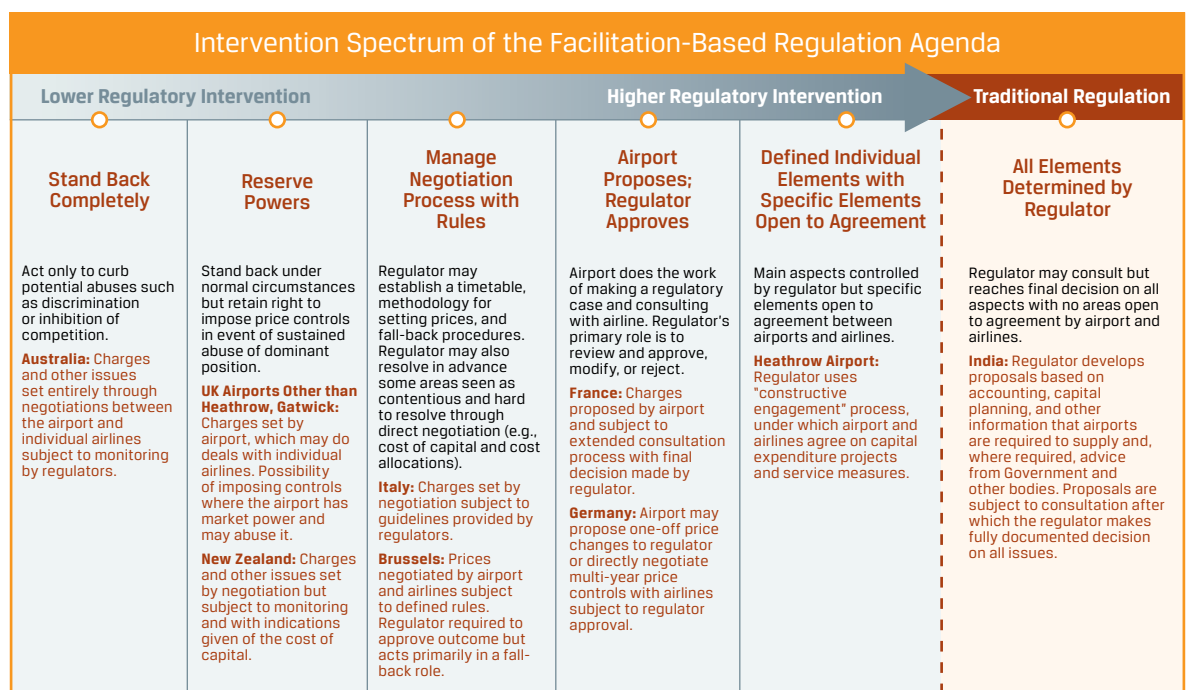 Intervention Spectrum of the Facilitation-Based Regulation Agenda
Lower Regulatory Intervention
Higher Regulatory Intervention
Traditional Regulation
Stand Back
Completely
Act only to curb
potential abuses such
as discrimination
or inhibition of
competition.
Australia: Charges
and other issues
set entirely through
negotiations between
the airport and
individual airlines
subject to monitoring
by regulators.
Reserve
Powers
Stand back under
normal circumstances
but retain right to
impose price controls
in event of sustained
abuse of dominant
position.
UK Airports Other than
Heathrow, Gatwick:
Charges set by
airport, which may do
deals with individual
airlines. Possibility
of imposing controls
where the airport has
market power and
may abuse it.
New Zealand: Charges
and other issues set
by negotiation but
subject to monitoring
and with indications
given of the cost of
capital.
Manage
Negotiation
Process with
Rules
Regulator may
establish a timetable,
methodology for
setting prices, and
fall-back procedures.
Regulator may also
resolve in advance
some areas seen as
contentious and hard
to resolve through
direct negotiation (e.g.,
cost of capital and cost
allocations).
Italy: Charges set by
negotiation subject to
guidelines provided by
regulators.
Brussels: Prices
negotiated by airport
and airlines subject
to defined rules.
Regulator required to
approve outcome but
acts primarily in a fall-
back role.
Airport
Proposes;
Regulator
Approves
Airport does the work
of making a regulatory
case and consulting
with airline. Regulator's
primary role is to
review and approve,
modify, or reject.
France: Charges
proposed by airport
and subject to
extended consultation
process with final
decision made by
regulator.
Germany: Airport may
propose one-off price
changes to regulator
or directly negotiate
multi-year price
controls with airlines
subject to regulator
approval.
Defined Individual
Elements with
Specific Elements
Open to Agreement
Main aspects controlled
by regulator but specific
elements open to
agreement between
airports and airlines.
Heathrow Airport:
Regulator uses
"constructive
engagement" process,
under which airport and
airlines agree on capital
expenditure projects
and service measures.
All Elements
Determined by
Regulator
Regulator may consult but
reaches final decision on all
aspects with no areas open
to agreement by airport and
airlines.
India: Regulator develops
proposals based on
accounting, capital
planning, and other
information that airports
are required to supply and,
where required, advice
from Government and
other bodies. Proposals are
subject to consultation after
which the regulator makes
fully documented decision
on all issues.